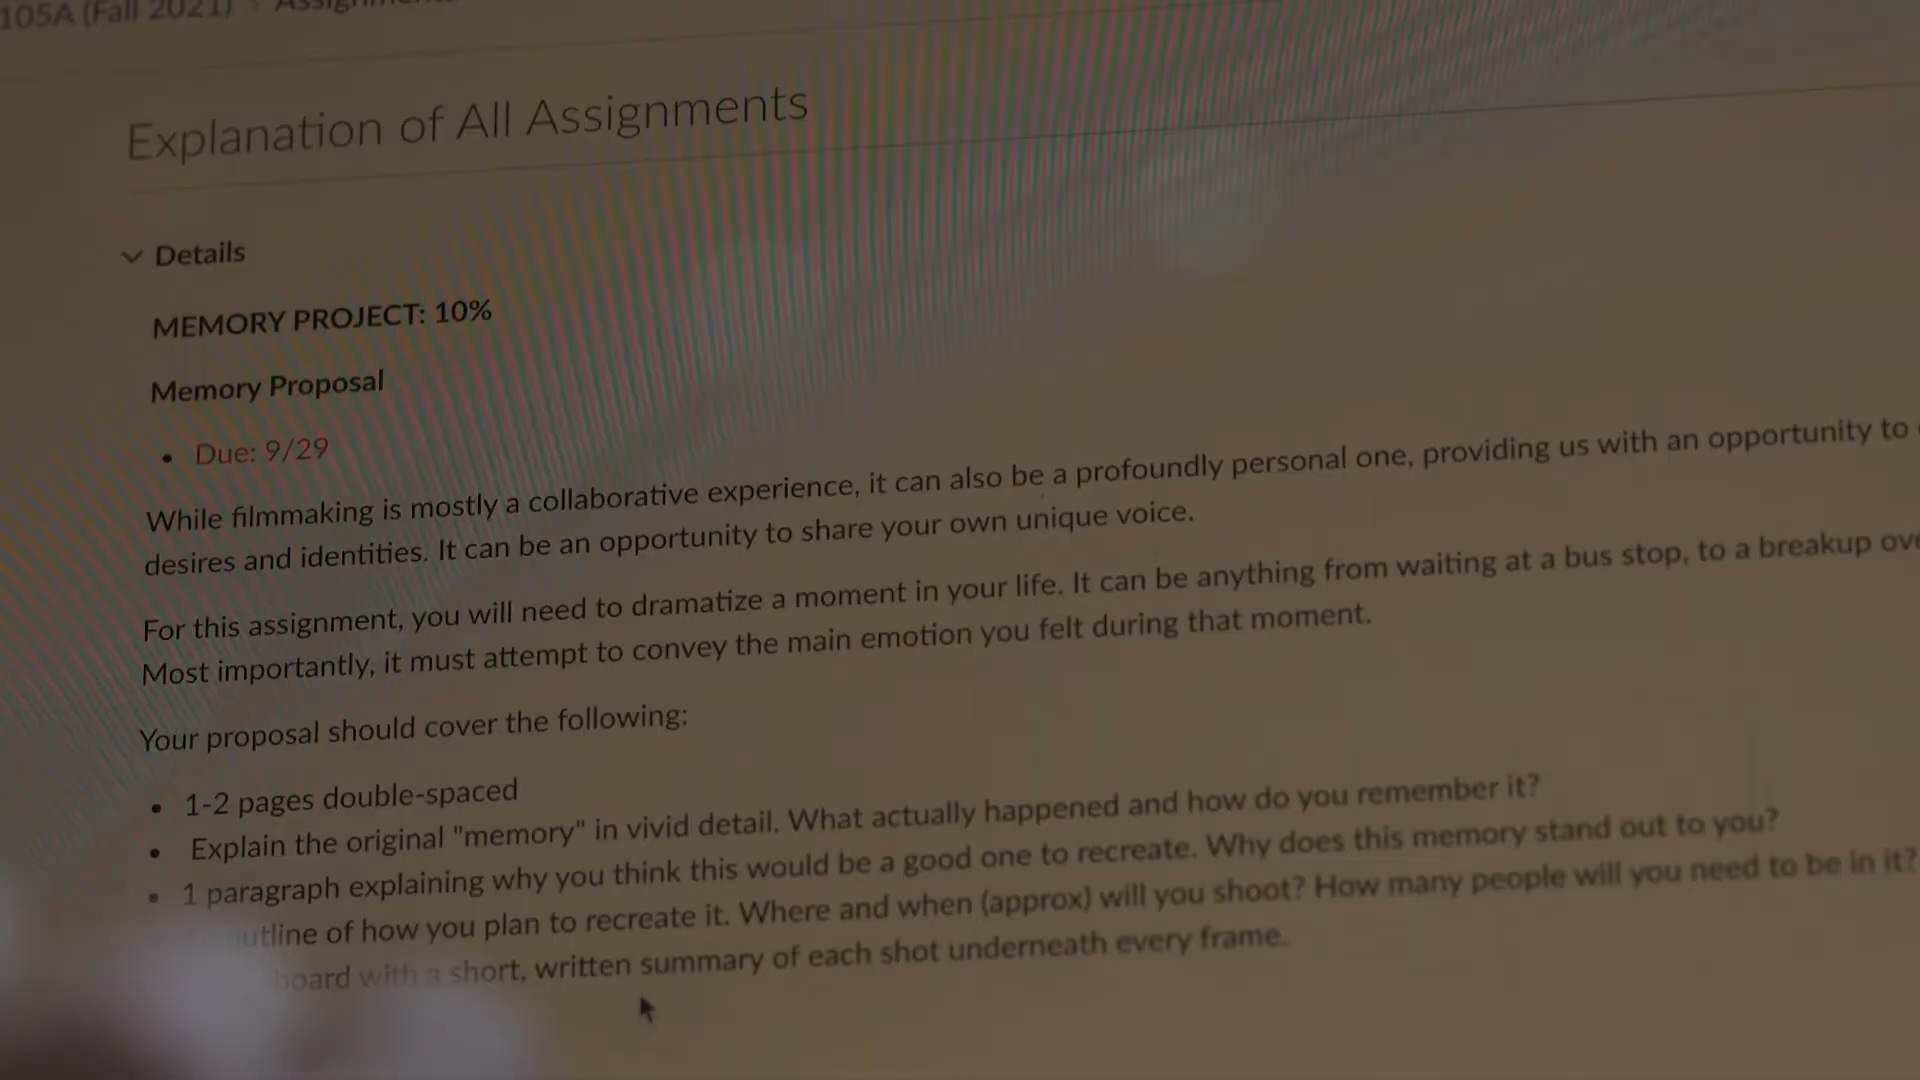 105A (Fall 2021) › Assignments
Explanation of All Assignments
Details
MEMORY PROJECT: 10%
Memory Proposal
• Due: 9/29
While filmmaking is mostly a collaborative experience, it can also be a profoundly personal one, providing us with an opportunity to
desires and identities. It can be an opportunity to share your own unique voice.
For this assignment, you will need to dramatize a moment in your life. It can be anything from waiting at a bus stop, to a breakup
Most importantly, it must attempt to convey the main emotion you felt during that moment.
Your proposal should cover the following:
• 1-2 pages double-spaced
• Explain the original "memory" in vivid detail. What actually happened and how do you remember it?
• 1 paragraph explaining why you think this would be a good one to recreate. Why does this memory stand out to you?
outline of how you plan to recreate it. Where and when (approx) will you shoot? How many people will you need to be in it?
board with a short, written summary of each shot underneath every frame.